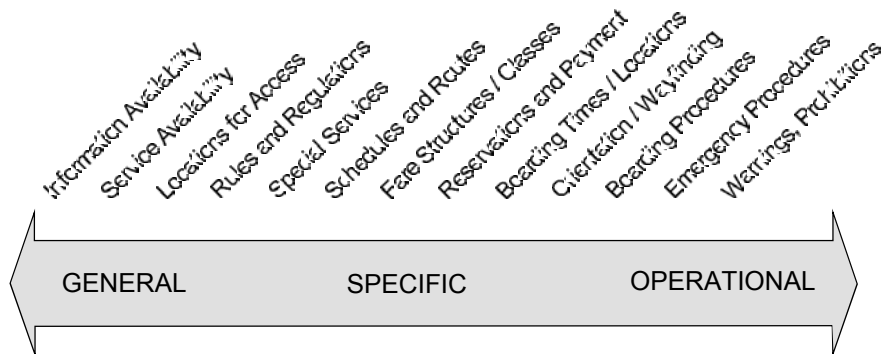 Information Availability
Service Availability
Locations for Access
Rules and Regulations
Special Services
Schedules and Routes
Fare Structures / Classes
Reservations and Payment
Boarding Times / Locations
Orientation / Wayfinding
Boarding Procedures
Emergency Procedures
Warnings, Prohibitions
GENERAL
SPECIFIC
OPERATIONAL